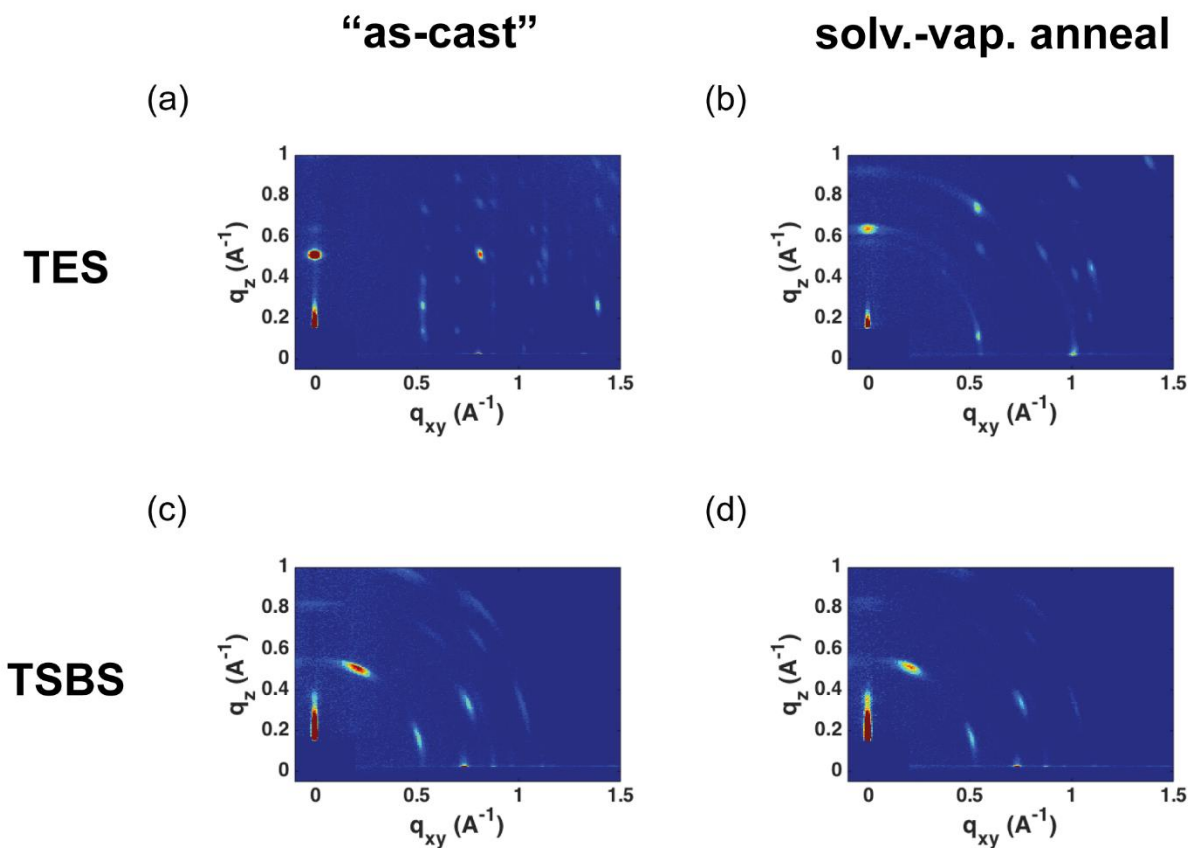 “as-cast”
solv.-vap. anneal
(a)
(b)
TES
1
0.8
0.6
0.4
0.2
0
q_z (A^-1)
0
0.5
1
1.5
q_xy (A^-1)
1
0.8
0.6
0.4
0.2
0
q_z (A^-1)
0
0.5
1
1.5
q_xy (A^-1)
(c)
(d)
TSBS
1
0.8
0.6
0.4
0.2
0
q_z (A^-1)
0
0.5
1
1.5
q_xy (A^-1)
1
0.8
0.6
0.4
0.2
0
q_z (A^-1)
0
0.5
1
1.5
q_xy (A^-1)